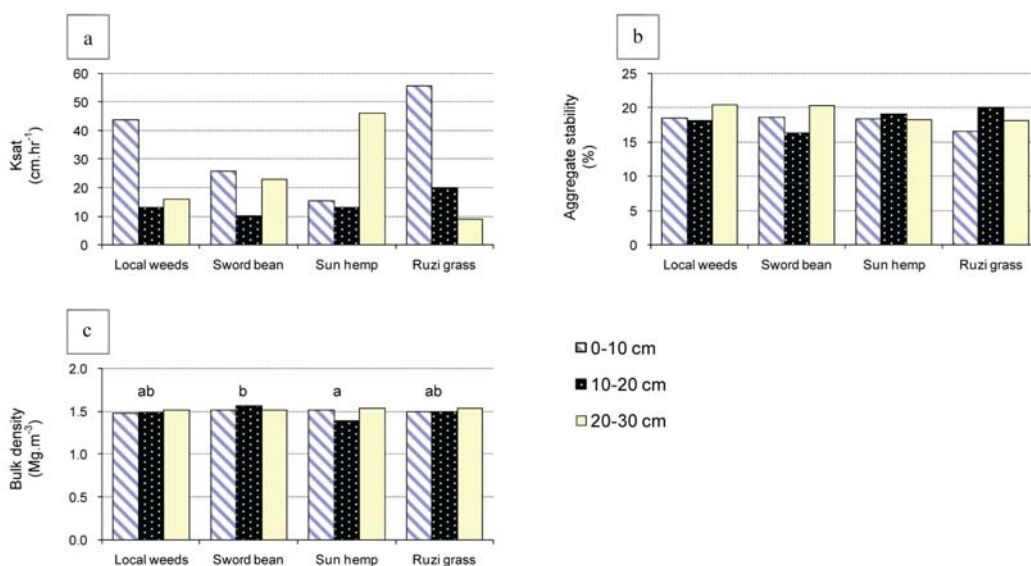 a
60
50
40
30
20
10
0
Ksat
(cm.hr⁻¹)
Local weeds Sword bean Sun hemp Ruzi grass
b
25
20
15
10
5
0
Aggregate stability
(%)
Local weeds Sword bean Sun hemp Ruzi grass
c
2.0
1.5
1.0
0.5
0.0
Bulk density
(Mg.m⁻³)
ab b a ab
Local weeds Sword bean Sun hemp Ruzi grass
0-10 cm
10-20 cm
20-30 cm